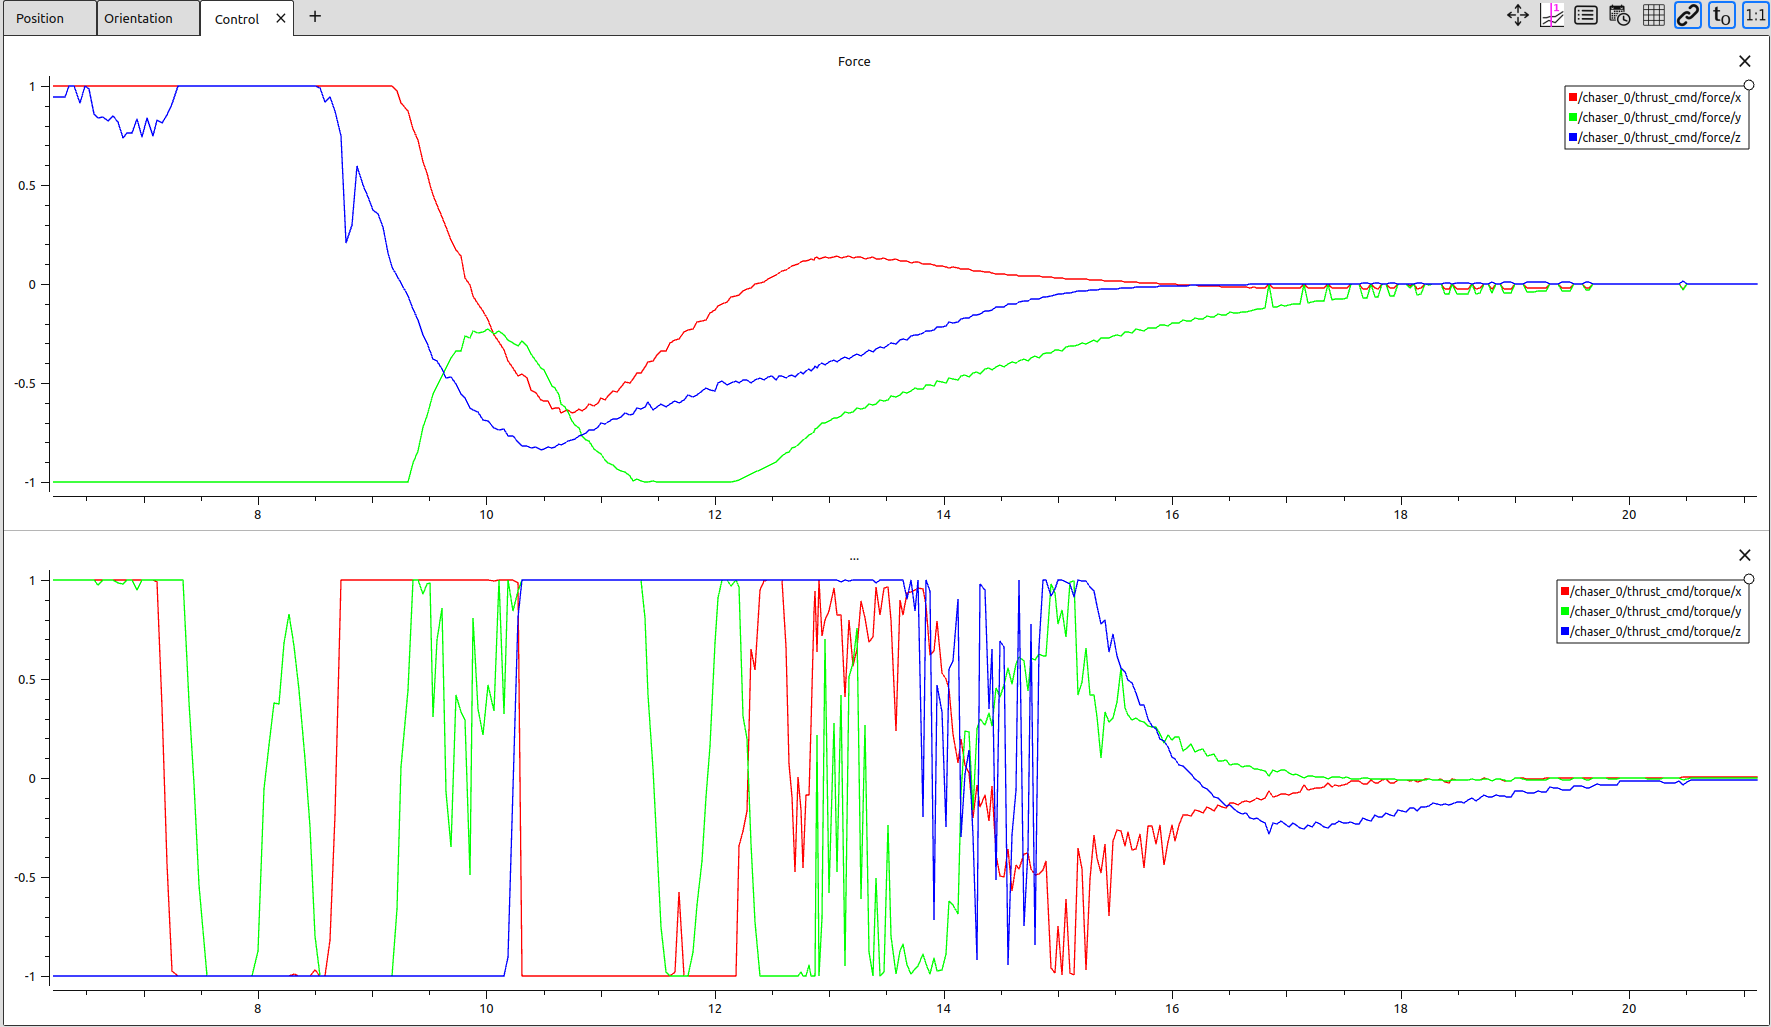 Position Orientation Control × +
1 t0 1:1
Force
/chaser_0/thrust_cmd/force/x
/chaser_0/thrust_cmd/force/y
/chaser_0/thrust_cmd/force/z
1
0.5
0
-0.5
-1
8 10 12 14 16 18 20
...
/chaser_0/thrust_cmd/torque/x
/chaser_0/thrust_cmd/torque/y
/chaser_0/thrust_cmd/torque/z
1
0.5
0
-0.5
-1
8 10 12 14 16 18 20